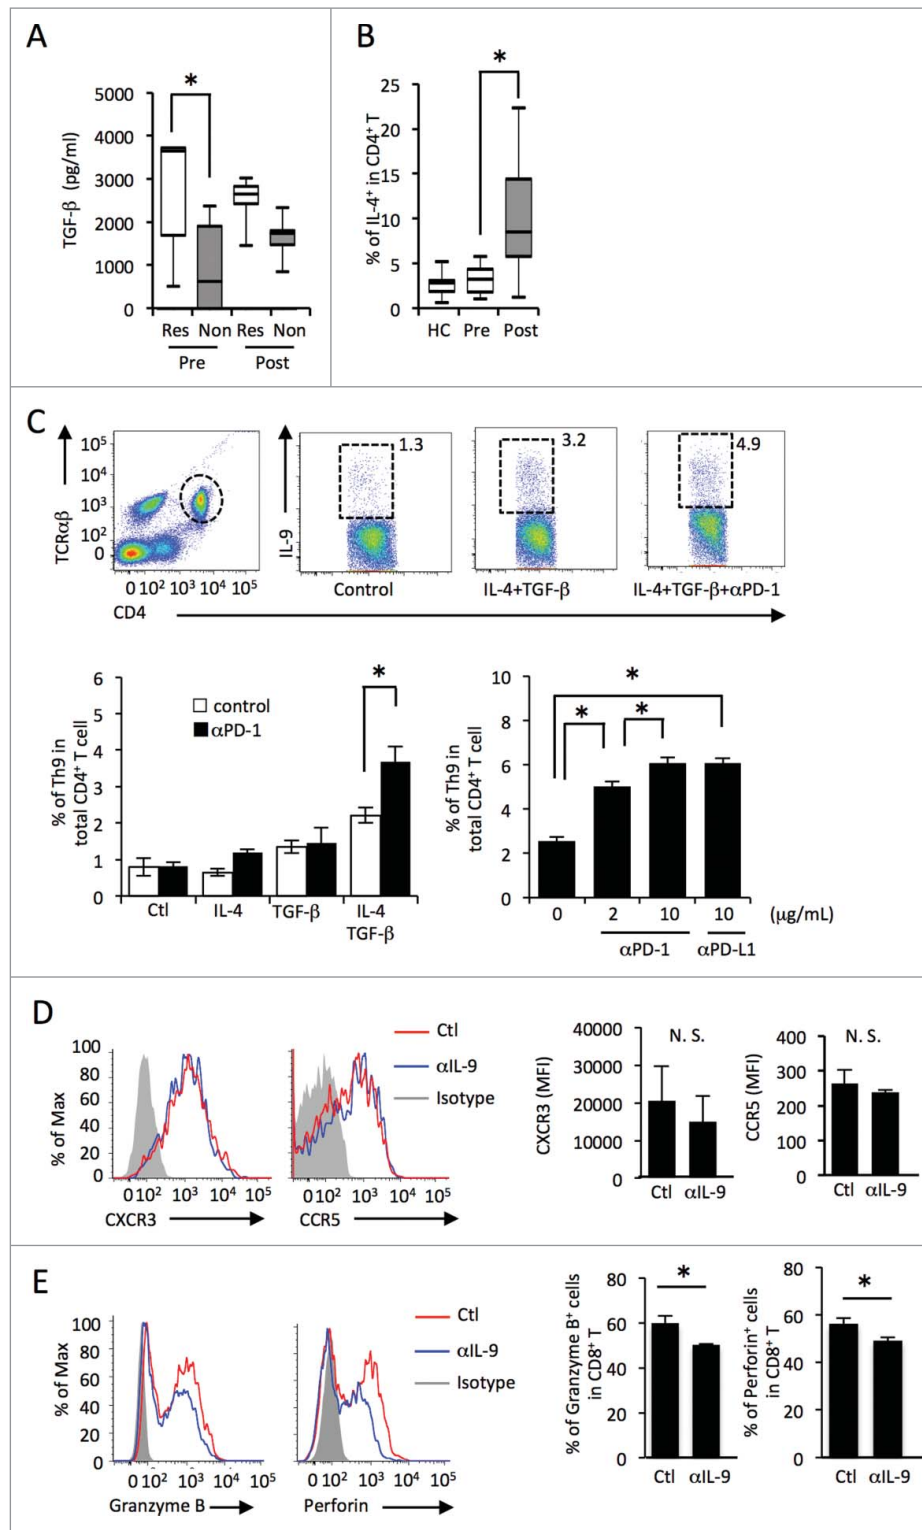 A
*
TGF-β (pg/ml)
5000
4000
3000
2000
1000
0
Res Non Res Non
Pre Post
B
*
% of IL-4⁺ in CD4⁺ T
25
20
15
10
5
0
HC Pre Post
C
TCRαβ
10⁵
10⁴
10³
10²
0
0 10² 10³ 10⁴ 10⁵
CD4
IL-9
1.3
Control
3.2
IL-4+TGF-β
4.9
IL-4+TGF-β+αPD-1
% of Th9 in
total CD4⁺ T cell
6
5
4
3
2
1
0
control
αPD-1
*
Ctl IL-4 TGF-β IL-4
TGF-β
% of Th9 in
total CD4⁺ T cell
10
8
6
4
2
0
*
* *
0 2 10 10 (μg/mL)
αPD-1 αPD-L1
D
% of Max
100
80
60
40
20
0
0 10² 10³ 10⁴ 10⁵
CXCR3
0 10² 10³ 10⁴ 10⁵
CCR5
Ctl
αIL-9
Isotype
CXCR3 (MFI)
40000
30000
20000
10000
0
N. S.
Ctl αIL-9
CCR5 (MFI)
400
300
200
100
0
N. S.
Ctl αIL-9
E
% of Max
100
80
60
40
20
0
0 10² 10³ 10⁴ 10⁵
Granzyme B
0 10² 10³ 10⁴ 10⁵
Perforin
Ctl
αIL-9
Isotype
% of Granzyme B⁺ cells
in CD8⁺ T
80
60
40
20
0
*
Ctl αIL-9
% of Perforin⁺ cells
in CD8⁺ T
80
60
40
20
0
*
Ctl αIL-9